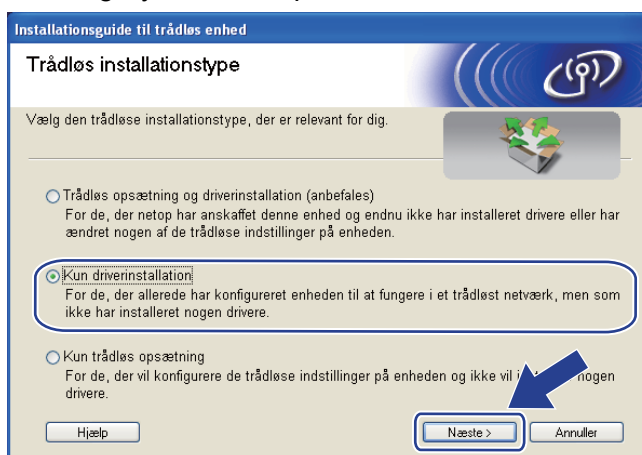 Installationsguide til trådløs enhed
Trådløs installationstype
Vælg den trådløse installationstype, der er relevant for dig.
Trådløs opsætning og driverinstallation (anbefales)
For de, der netop har anskaffet denne enhed og endnu ikke har installeret drivere eller har
ændret nogen af de trådløse indstillinger på enheden.
Kun driverinstallation
For de, der allerede har konfigureret enheden til at fungere i et trådløst netværk, men som
ikke har installeret nogen drivere.
Kun trådløs opsætning
For de, der vil konfigurere de trådløse indstillinger på enheden og ikke vil nogen
drivere.
Hjælp
Næste >
Annuller